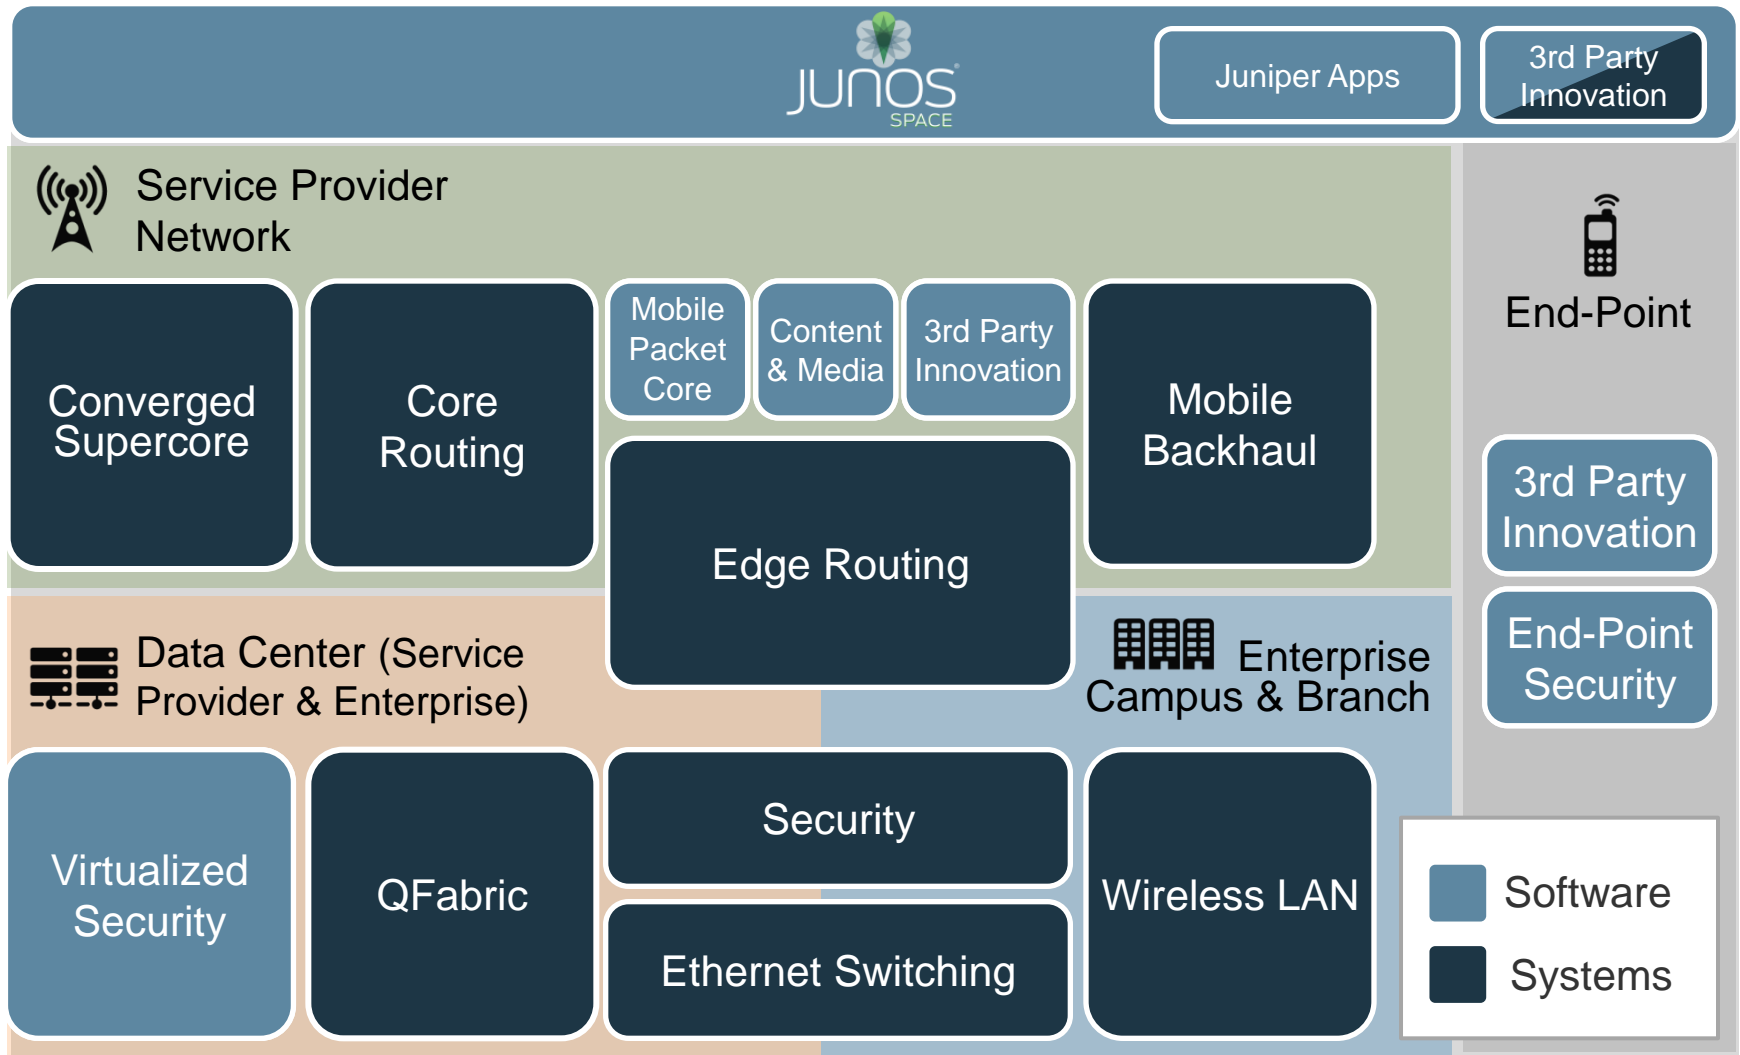 JUNOS®
SPACE
Juniper Apps
3rd Party
Innovation
Service Provider
Network
End-Point
Converged
Supercore
Core
Routing
Mobile
Packet
Core
Content
& Media
3rd Party
Innovation
Mobile
Backhaul
Edge Routing
3rd Party
Innovation
End-Point
Security
Data Center (Service
Provider & Enterprise)
Enterprise
Campus & Branch
Virtualized
Security
QFabric
Security
Ethernet Switching
Wireless LAN
Software
Systems